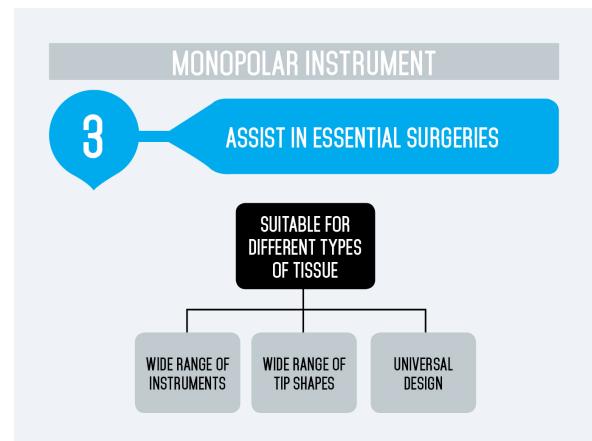 MONOPOLAR INSTRUMENT
3
ASSIST IN ESSENTIAL SURGERIES
SUITABLE FOR
DIFFERENT TYPES
OF TISSUE
WIDE RANGE OF
INSTRUMENTS
WIDE RANGE OF
TIP SHAPES
UNIVERSAL
DESIGN